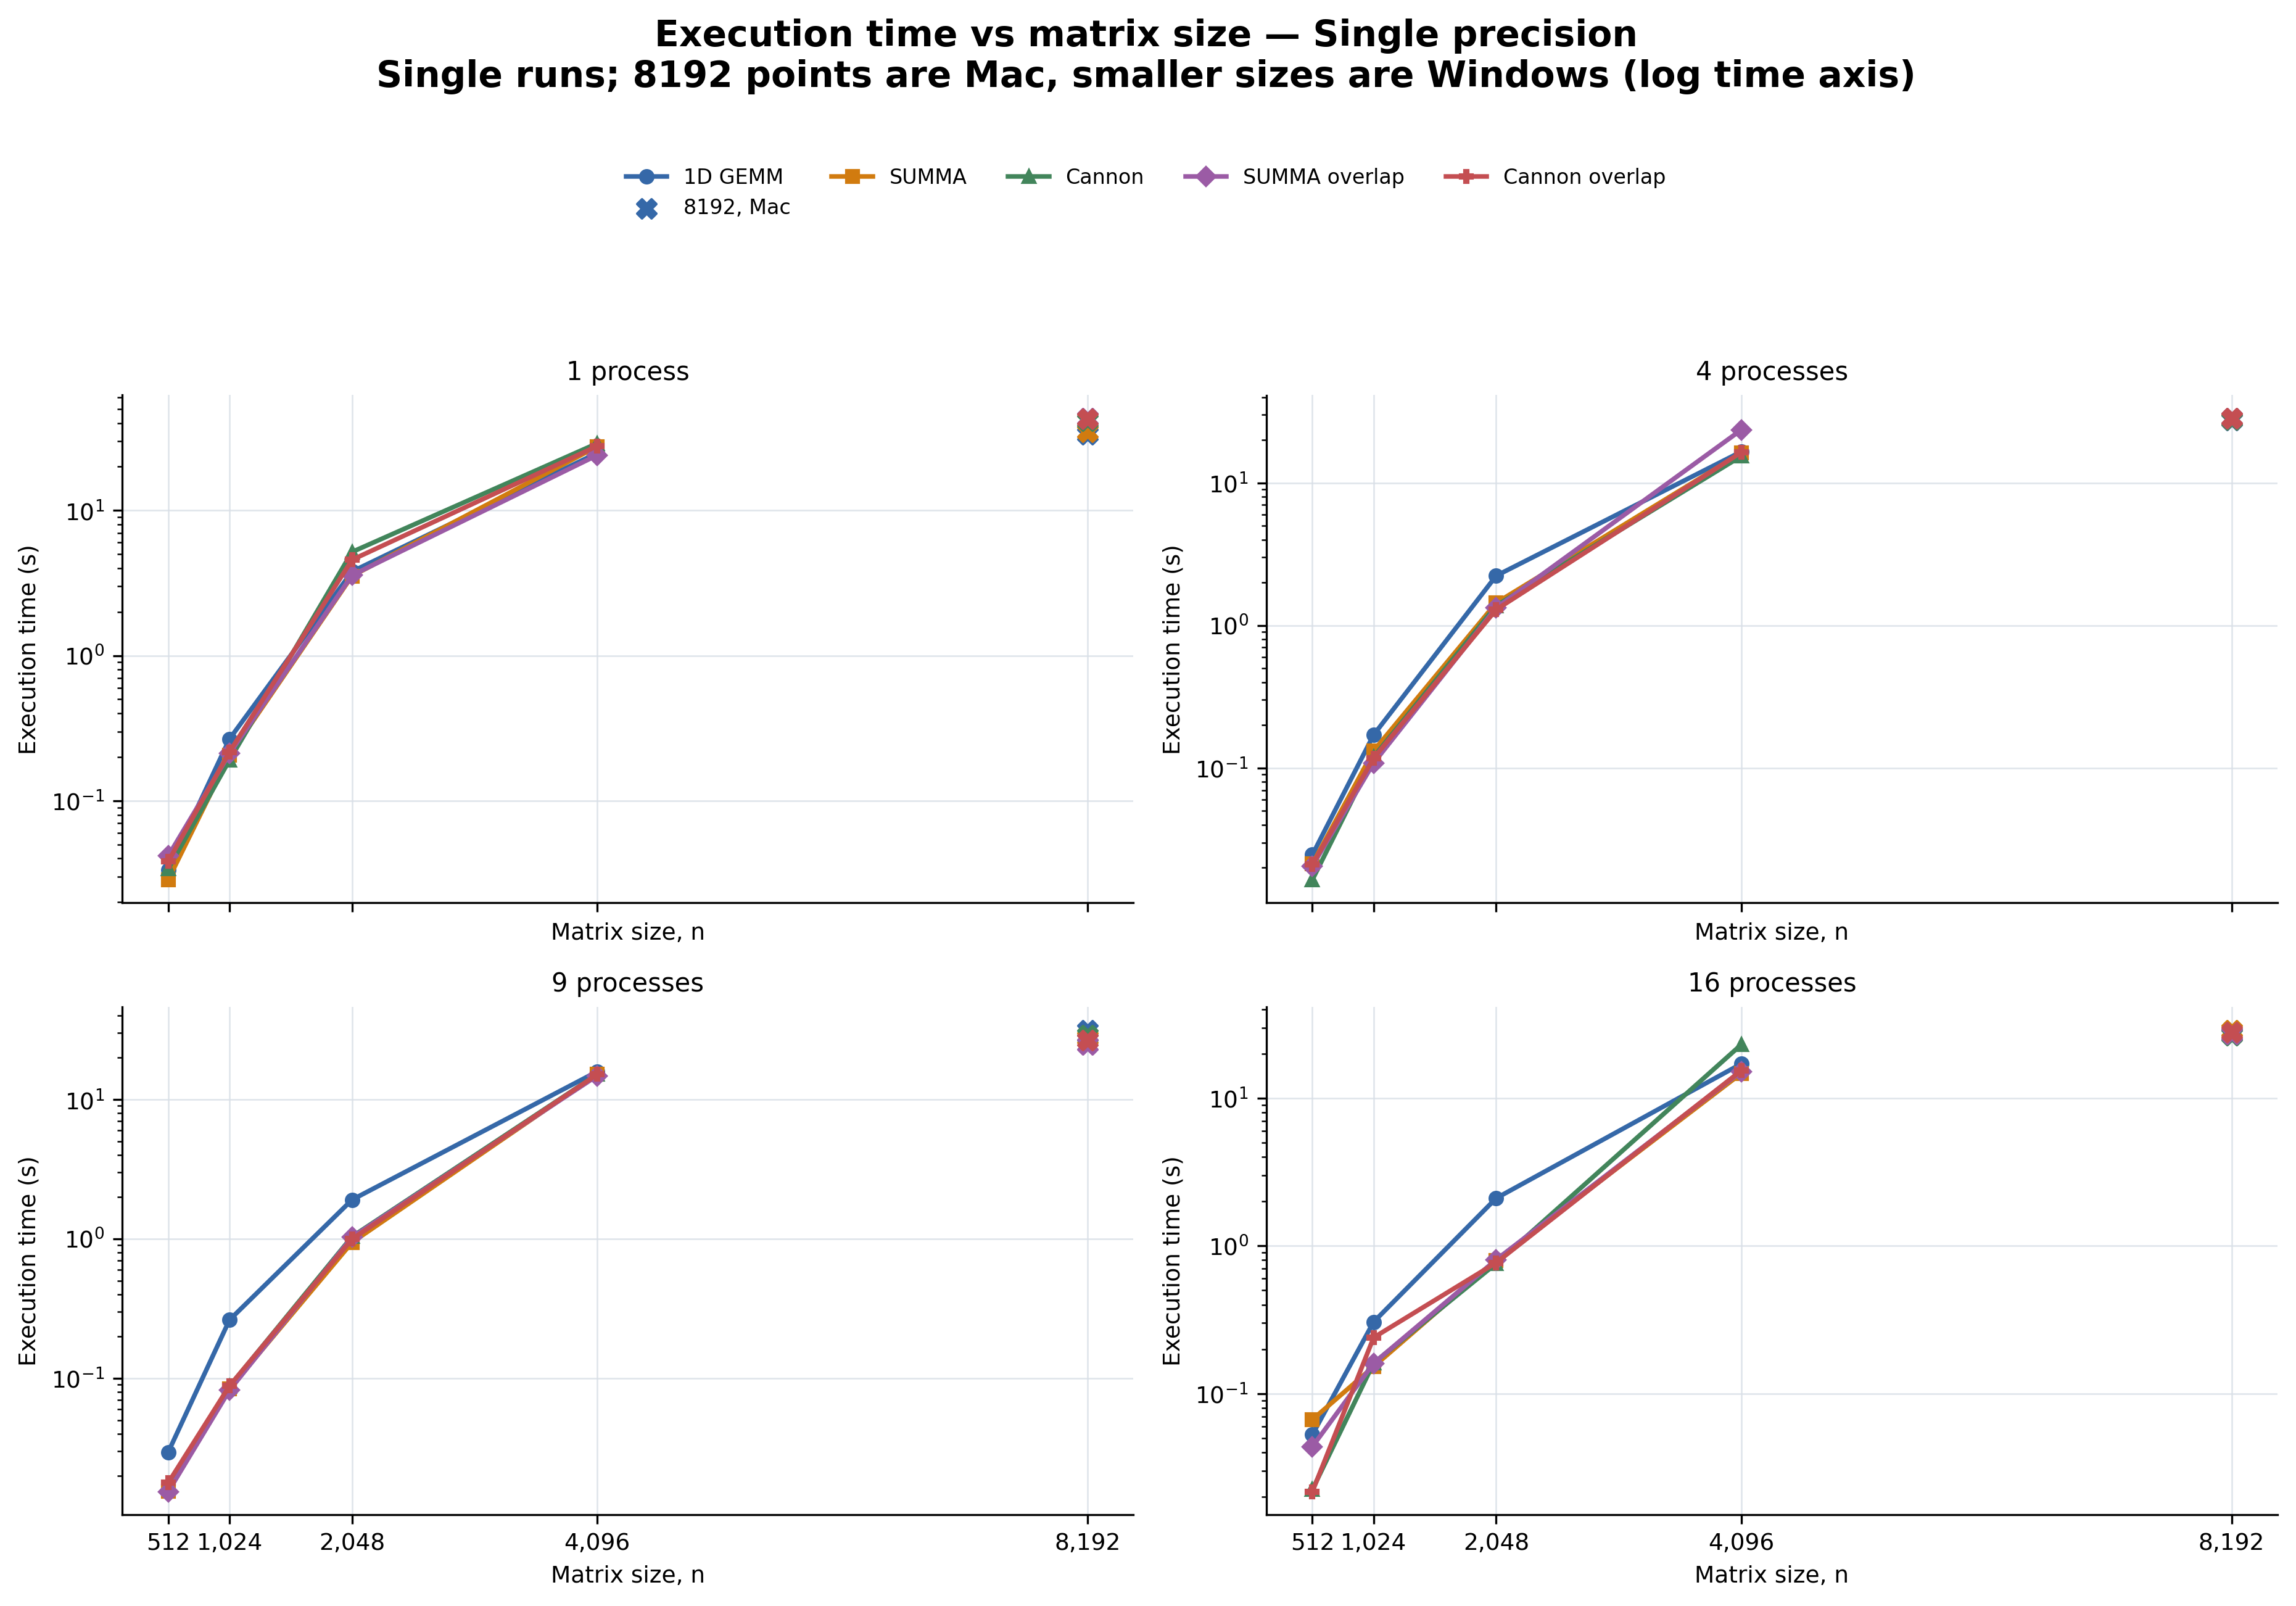 Execution time vs matrix size — Single precision
Single runs; 8192 points are Mac, smaller sizes are Windows (log time axis)
1D GEMM SUMMA Cannon SUMMA overlap Cannon overlap
8192, Mac
1 process
Execution time (s)
10¹
10⁰
10⁻¹
Matrix size, n
4 processes
Execution time (s)
10¹
10⁰
10⁻¹
Matrix size, n
9 processes
Execution time (s)
10¹
10⁰
10⁻¹
512 1,024 2,048 4,096 8,192
Matrix size, n
16 processes
Execution time (s)
10¹
10⁰
10⁻¹
512 1,024 2,048 4,096 8,192
Matrix size, n